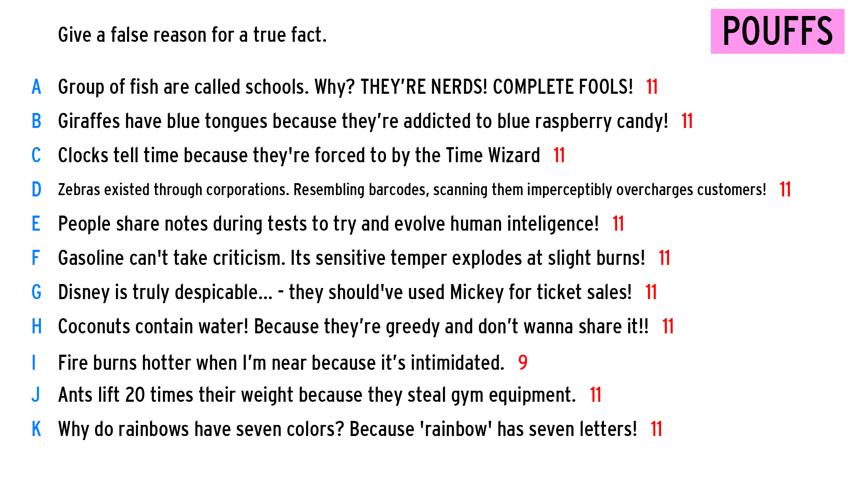 Give a false reason for a true fact.
POUFFS
A Group of fish are called schools. Why? THEY'RE NERDS! COMPLETE FOOLS! 11
B Giraffes have blue tongues because they're addicted to blue raspberry candy! 11
C Clocks tell time because they're forced to by the Time Wizard 11
D Zebras existed through corporations. Resembling barcodes, scanning them imperceptibly overcharges customers! 11
E People share notes during tests to try and evolve human inteligence! 11
F Gasoline can't take criticism. Its sensitive temper explodes at slight burns! 11
G Disney is truly despicable... - they should've used Mickey for ticket sales! 11
H Coconuts contain water! Because they're greedy and don't wanna share it!! 11
I Fire burns hotter when I'm near because it's intimidated. 9
J Ants lift 20 times their weight because they steal gym equipment. 11
K Why do rainbows have seven colors? Because 'rainbow' has seven letters! 11